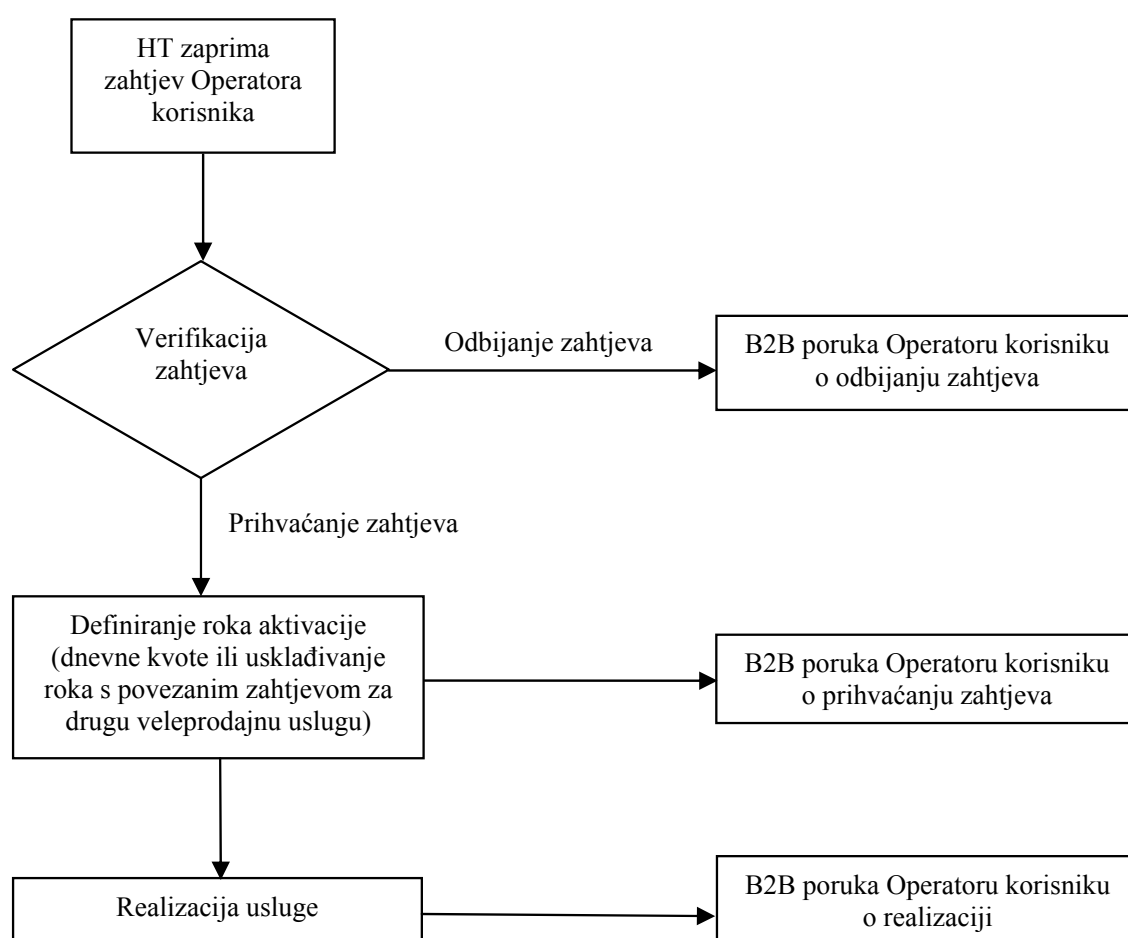 HT zaprima
zahtjev Operatora
korisnika
Verifikacija
zahtjeva
Odbijanje zahtjeva
B2B poruka Operatoru korisniku
o odbijanju zahtjeva
Prihvaćanje zahtjeva
Definiranje roka aktivacije
(dnevne kvote ili usklađivanje
roka s povezanim zahtjevom za
drugu veleprodajnu uslugu)
B2B poruka Operatoru korisniku
o prihvaćanju zahtjeva
Realizacija usluge
B2B poruka Operatoru korisniku
o realizaciji